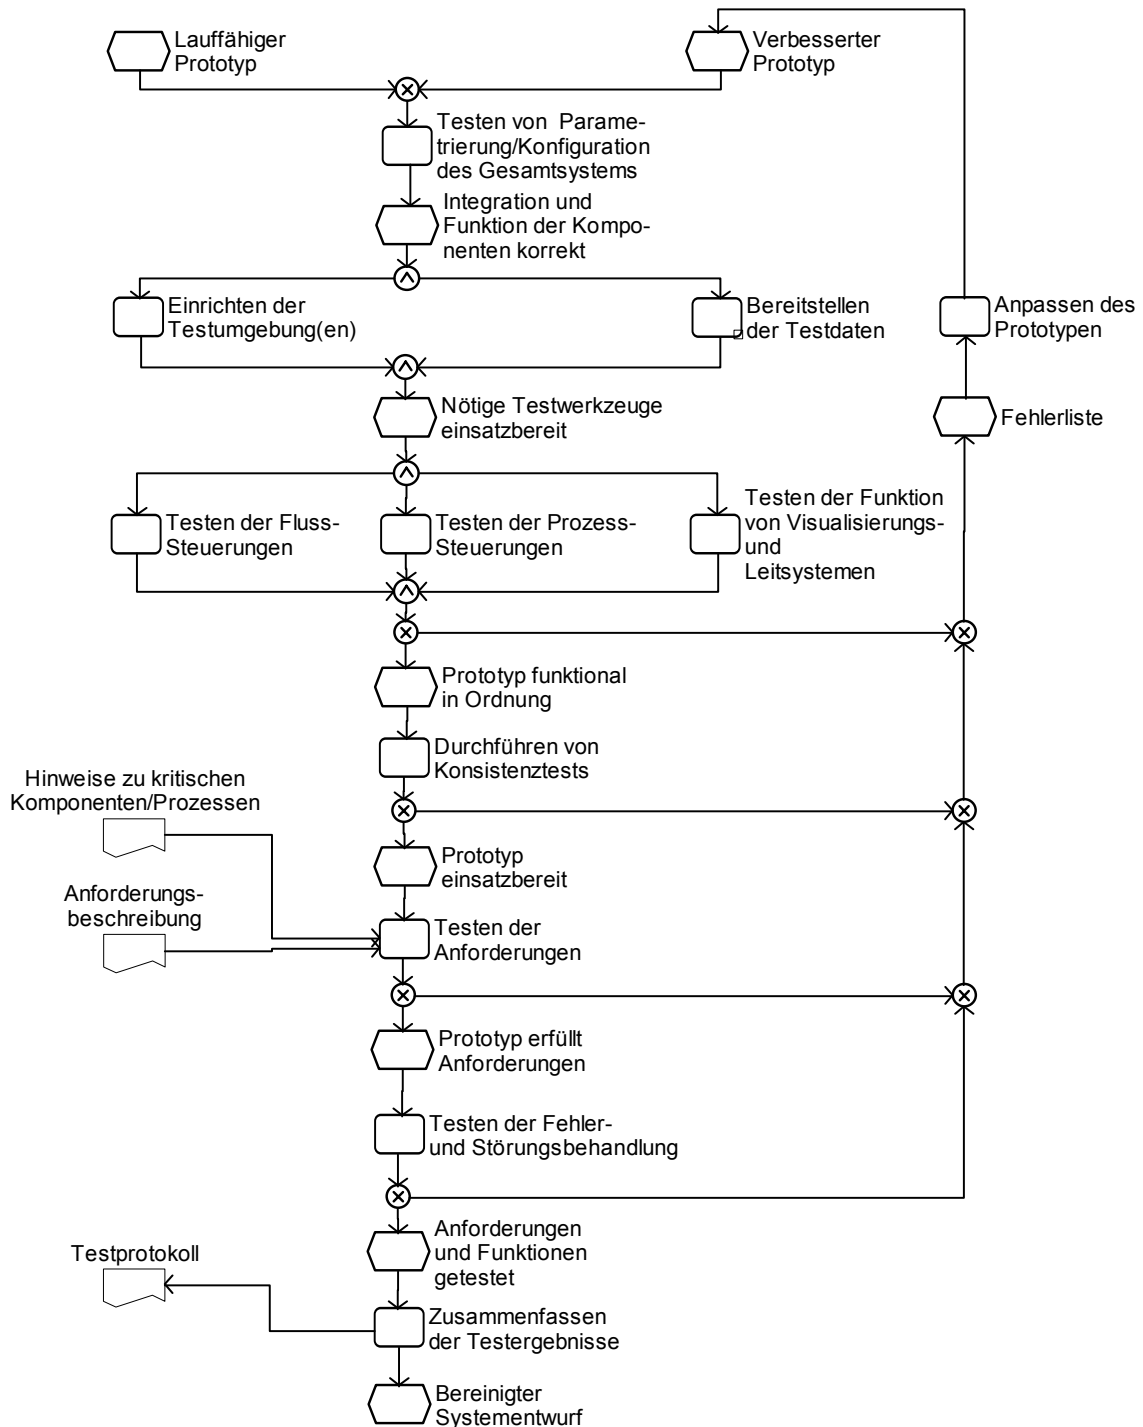 Lauffähiger
Prototyp
Verbesserter
Prototyp
Testen von Parame-
trierung/Konfiguration
des Gesamtsystems
Integration und
Funktion der Kompo-
nenten korrekt
Einrichten der
Testumgebung(en)
Bereitstellen
der Testdaten
Anpassen des
Prototypen
Nötige Testwerkzeuge
einsatzbereit
Fehlerliste
Testen der Fluss-
Steuerungen
Testen der Prozess-
Steuerungen
Testen der Funktion
von Visualisierungs-
und
Leitsystemen
Prototyp funktional
in Ordnung
Durchführen von
Konsistenztests
Hinweise zu kritischen
Komponenten/Prozessen
Prototyp
einsatzbereit
Anforderungs-
beschreibung
Testen der
Anforderungen
Prototyp erfüllt
Anforderungen
Testen der Fehler-
und Störungsbehandlung
Anforderungen
und Funktionen
getestet
Testprotokoll
Zusammenfassen
der Testergebnisse
Bereinigter
Systementwurf